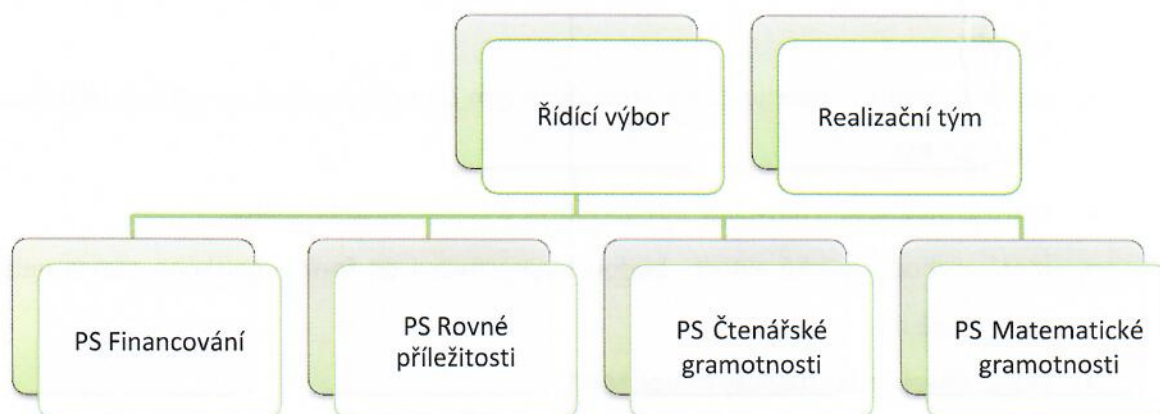 Řídící výbor
Realizační tým
PS Financování
PS Rovné
příležitosti
PS Čtenářské
gramotnosti
PS Matematické
gramotnosti